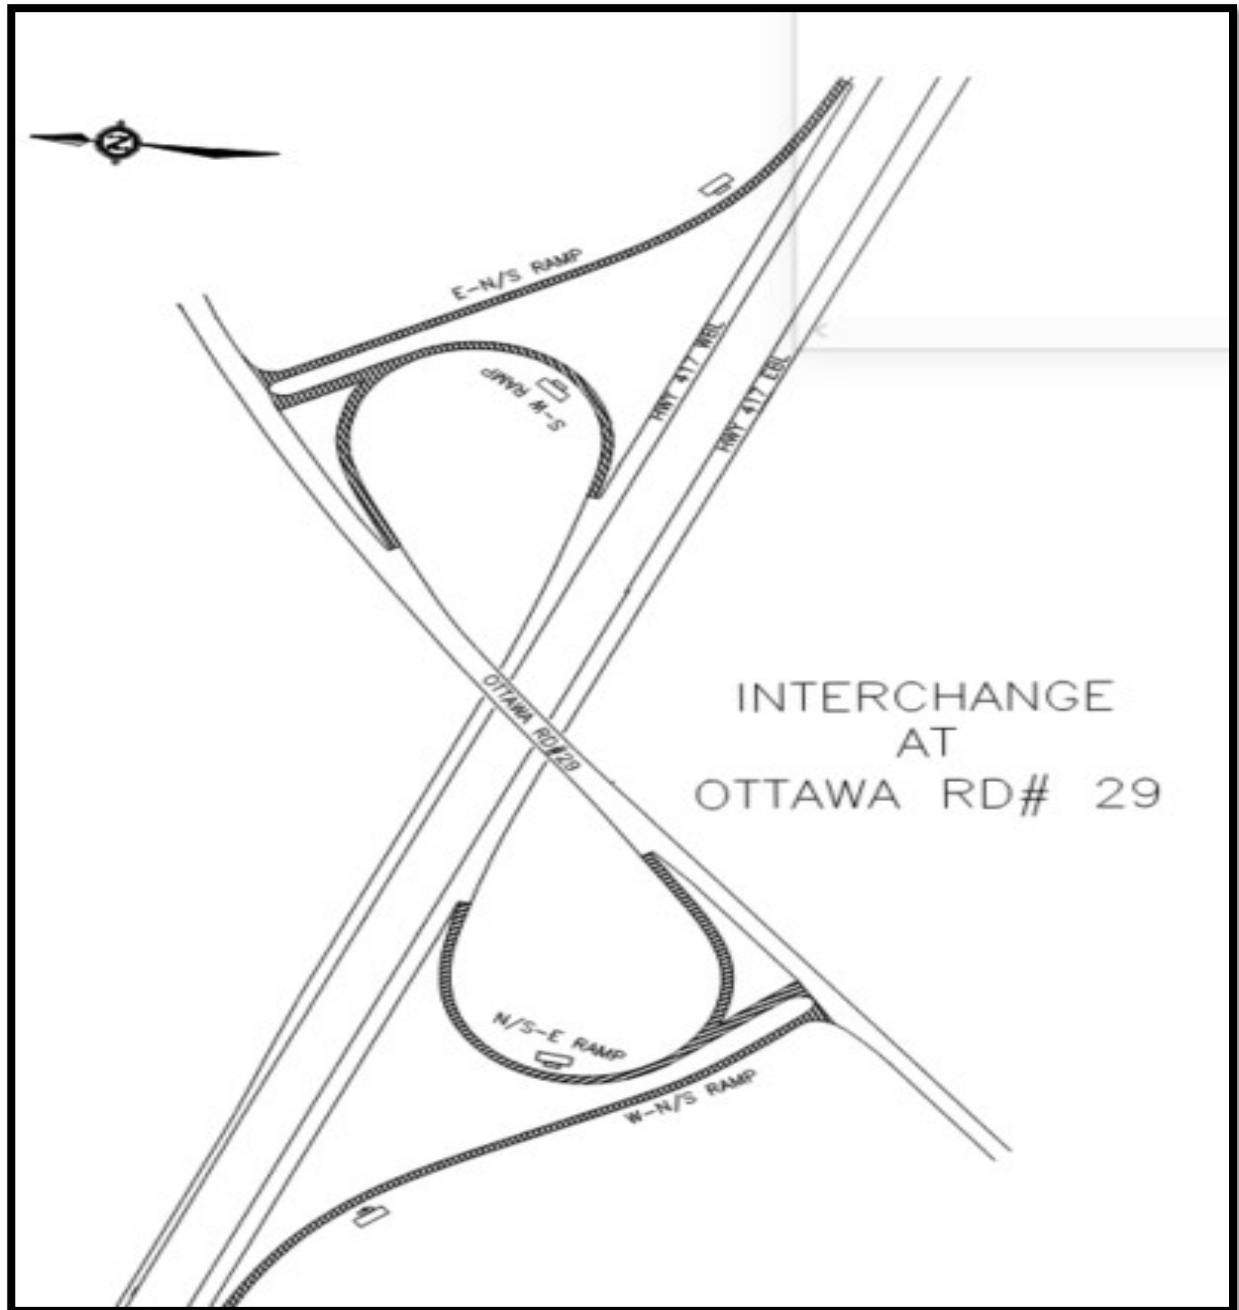 N
E-N/S RAMP
S-W RAMP
HWY 417 WBL
HWY 417 EBL
OTTAWA RD#29
INTERCHANGE
AT
OTTAWA RD# 29
N/S-E RAMP
W-N/S RAMP